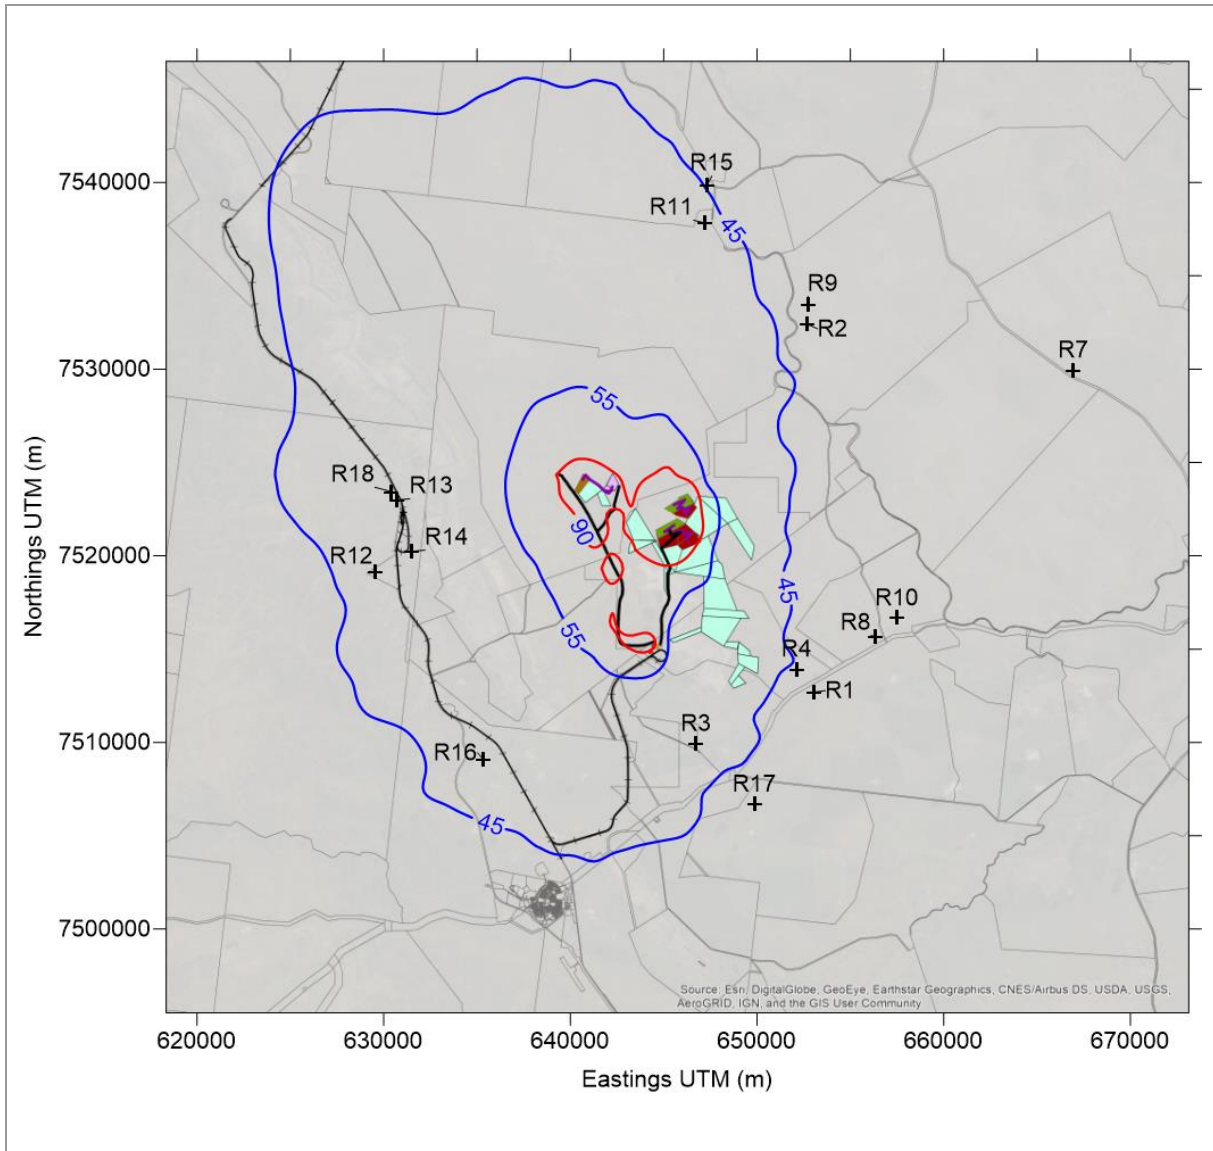 R15
7540000
R11
45
R9
R2
R7
7530000
55
R18
R13
90
R14
7520000
R12
45
R10
R8
55
R4
R1
R3
7510000
R16
R17
45
7500000
Source: Esri, DigitalGlobe, GeoEye, Earthstar Geographics, CNES/Airbus DS, USDA, USGS,
AeroGRID, IGN, and the GIS User Community
620000 630000 640000 650000 660000 670000
Eastings UTM (m)
Northings UTM (m)